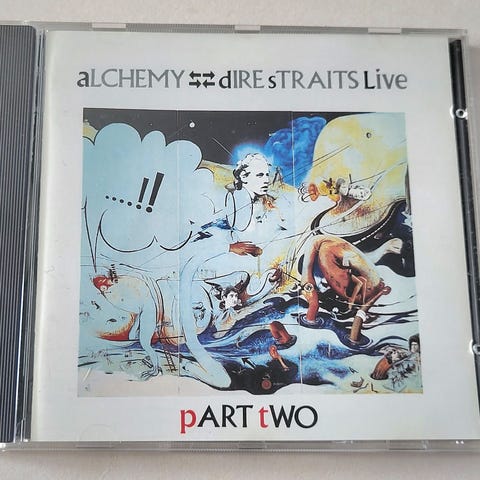 aLCHEMY dIRE sTRAITS Live
.....!!
pART tWO